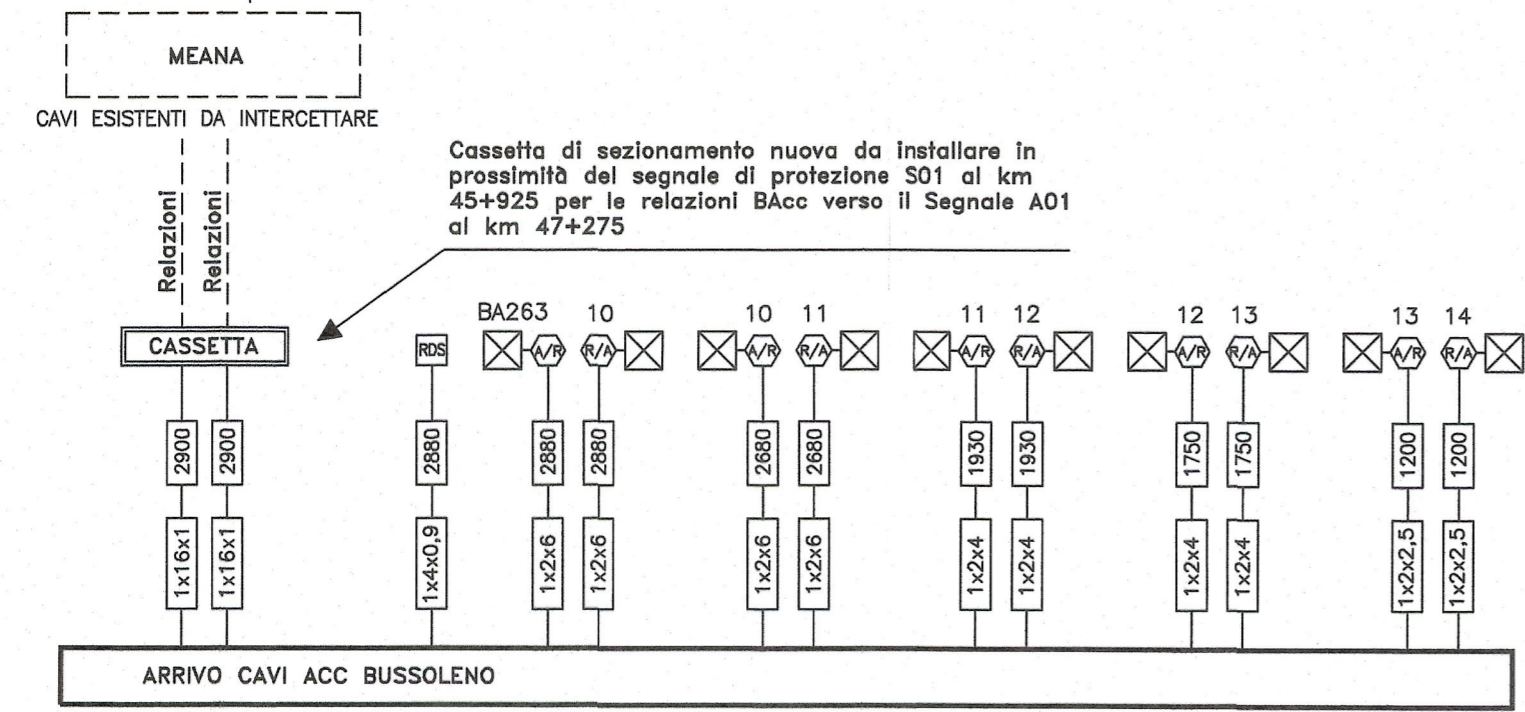 MEANA
CAVI ESISTENTI DA INTERCETTARE
Cassetta di sezionamento nuova da installare in
prossimità del segnale di protezione S01 al km
45+925 per le relazioni BAcc verso il Segnale A01
al km 47+275
Relazioni Relazioni
BA263 10 10 11 11 12 12 13 13 14
CASSETTA RDS A/R R/A A/R R/A A/R R/A A/R R/A A/R R/A
2900 2900 2880 2880 2880 2680 2680 1930 1930 1750 1750 1200 1200
1x16x1 1x16x1 1x4x0,9 1x2x6 1x2x6 1x2x6 1x2x6 1x2x4 1x2x4 1x2x4 1x2x4 1x2x2,5 1x2x2,5
ARRIVO CAVI ACC BUSSOLENO